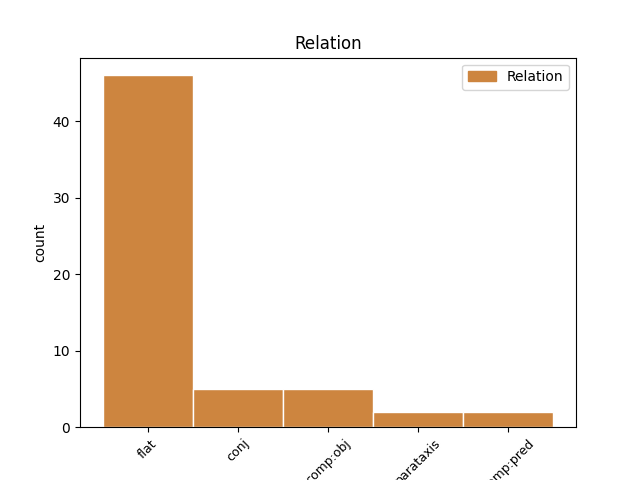 Relation
Relation
count
40
30
20
10
0
flat
conj
comp:obj
parataxis
mp:pred